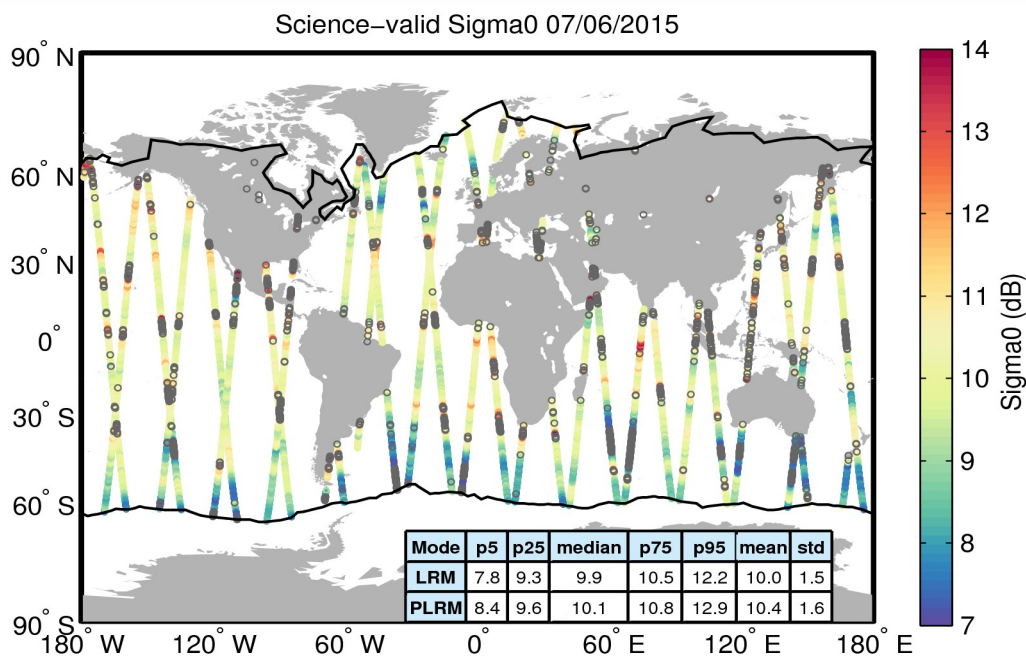 Science−valid Sigma0 07/06/2015
90° N
60° N
30° N
0°
30° S
60° S
90° S
180° W
120° W
60° W
0°
60° E
120° E
180° E
14
13
12
11
10
9
8
7
Sigma0 (dB)
Mode p5 p25 median p75 p95 mean std
LRM 7.8 9.3 9.9 10.5 12.2 10.0 1.5
PLRM 8.4 9.6 10.1 10.8 12.9 10.4 1.6